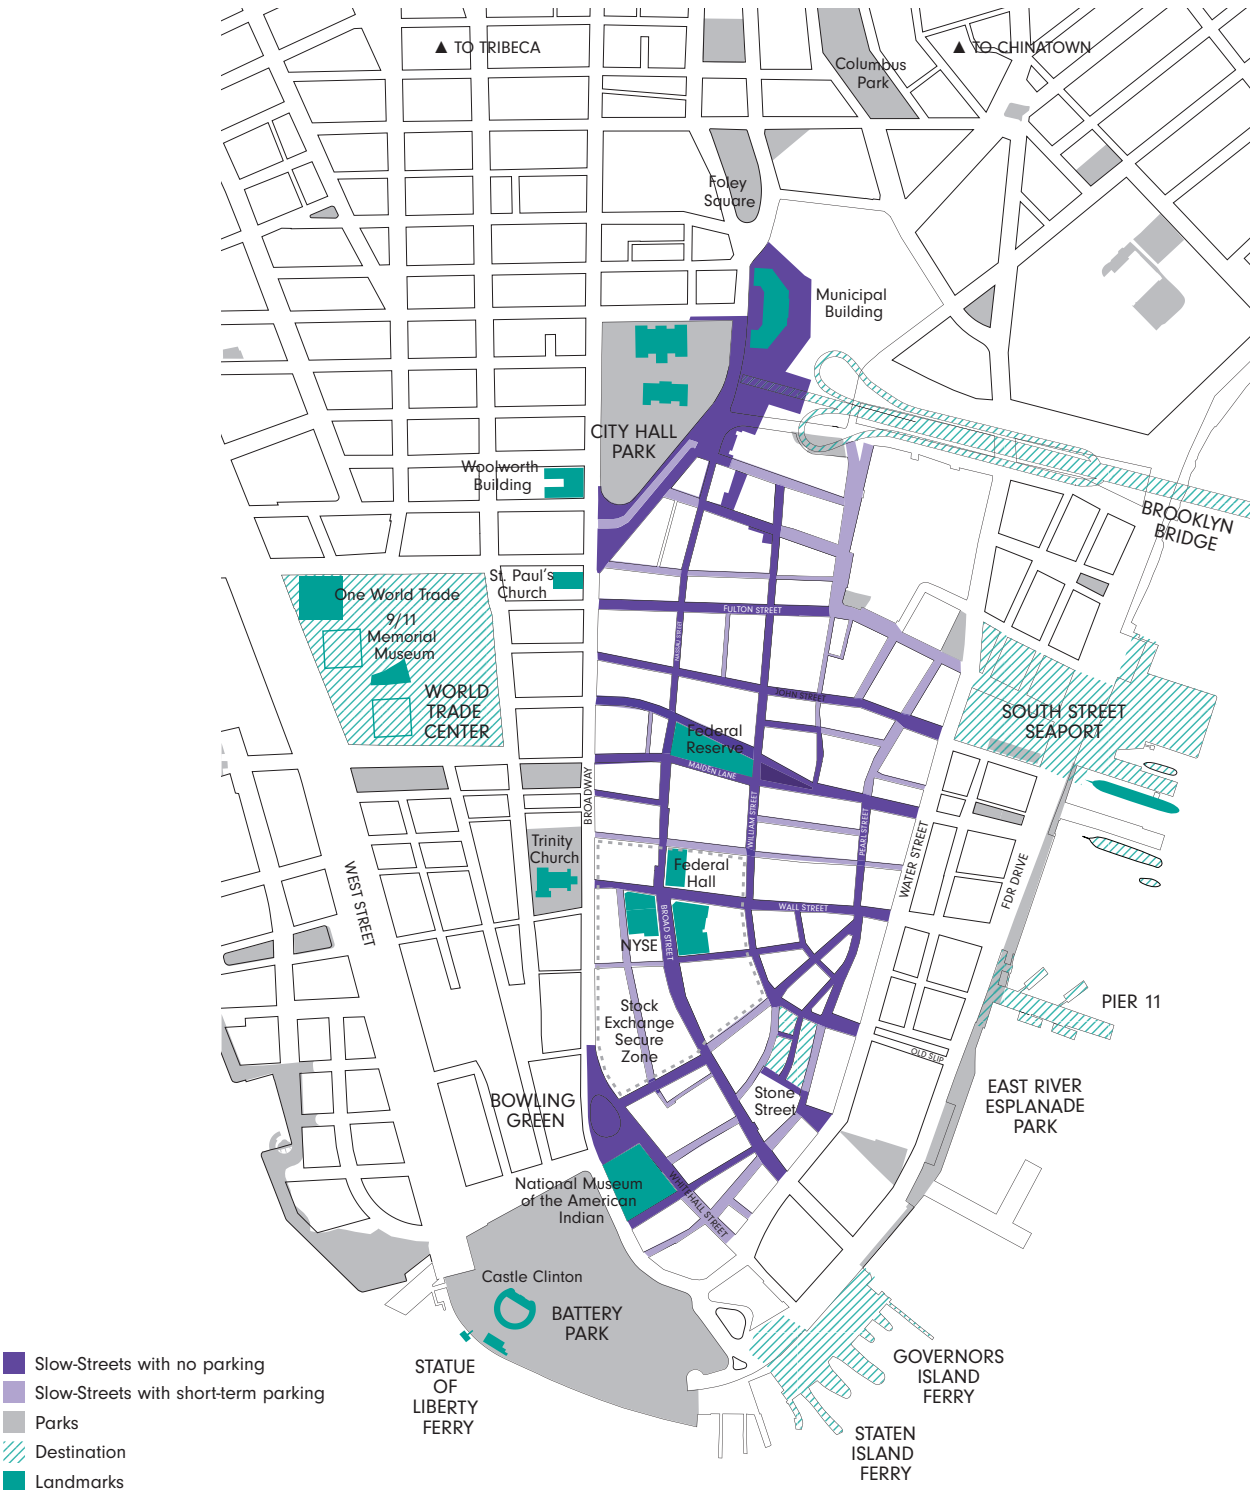 ▲ TO TRIBECA
▲ TO CHINATOWN
Columbus
Park
Foley
Square
Municipal
Building
CITY HALL
PARK
Woolworth
Building
BROOKLYN
BRIDGE
St. Paul's
Church
One World Trade
9/11
Memorial
Museum
WORLD
TRADE
CENTER
FULTON STREET
NASSAU STREET
JOHN STREET
SOUTH STREET
SEAPORT
Federal
Reserve
MAIDEN LANE
BROADWAY
WILLIAM STREET
PEARL STREET
WATER STREET
FDR DRIVE
Trinity
Church
Federal
Hall
WEST STREET
WALL STREET
BROAD STREET
NYSE
Stock
Exchange
Secure
Zone
PIER 11
OLD SLIP
EAST RIVER
ESPLANADE
PARK
BOWLING
GREEN
Stone
Street
National Museum
of the American
Indian
WHITEHALL STREET
Castle Clinton
BATTERY
PARK
STATUE
OF
LIBERTY
FERRY
GOVERNORS
ISLAND
FERRY
STATEN
ISLAND
FERRY
Slow-Streets with no parking
Slow-Streets with short-term parking
Parks
Destination
Landmarks